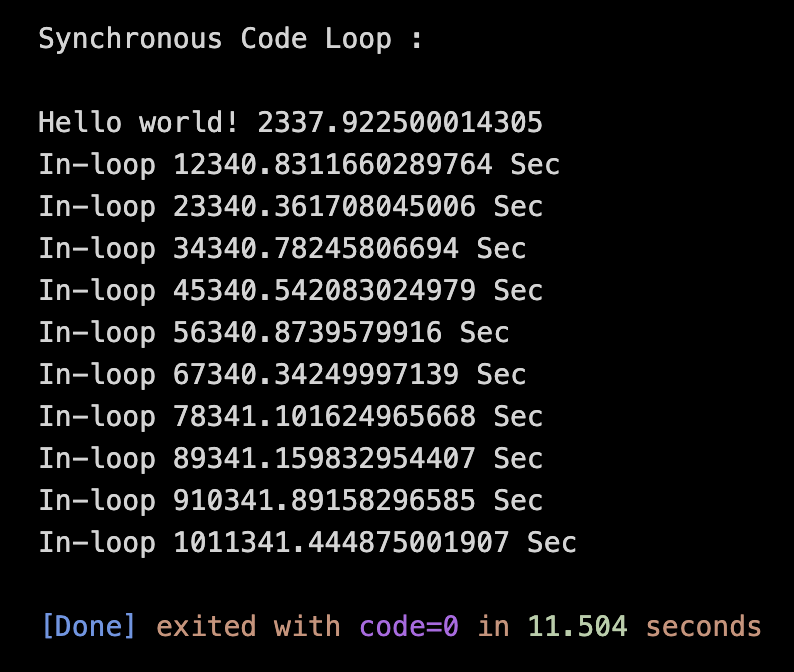 Synchronous Code Loop :
Hello world! 2337.922500014305
In-loop 12340.8311660289764 Sec
In-loop 23340.361708045006 Sec
In-loop 34340.78245806694 Sec
In-loop 45340.542083024979 Sec
In-loop 56340.8739579916 Sec
In-loop 67340.34249997139 Sec
In-loop 78341.101624965668 Sec
In-loop 89341.159832954407 Sec
In-loop 910341.89158296585 Sec
In-loop 1011341.444875001907 Sec
[Done] exited with code=0 in 11.504 seconds